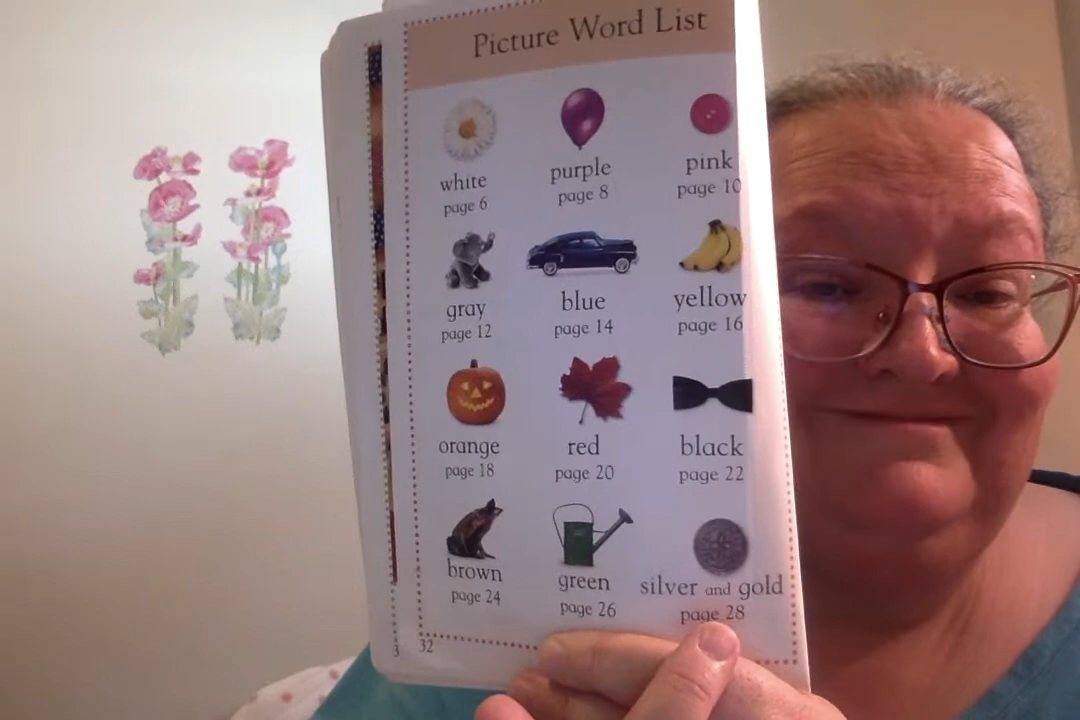 Picture Word List
white purple pink
page 6 page 8 page 10
gray blue yellow
page 12 page 14 page 16
orange red black
page 18 page 20 page 22
brown green silver and gold
page 24 page 26 page 28
3 32